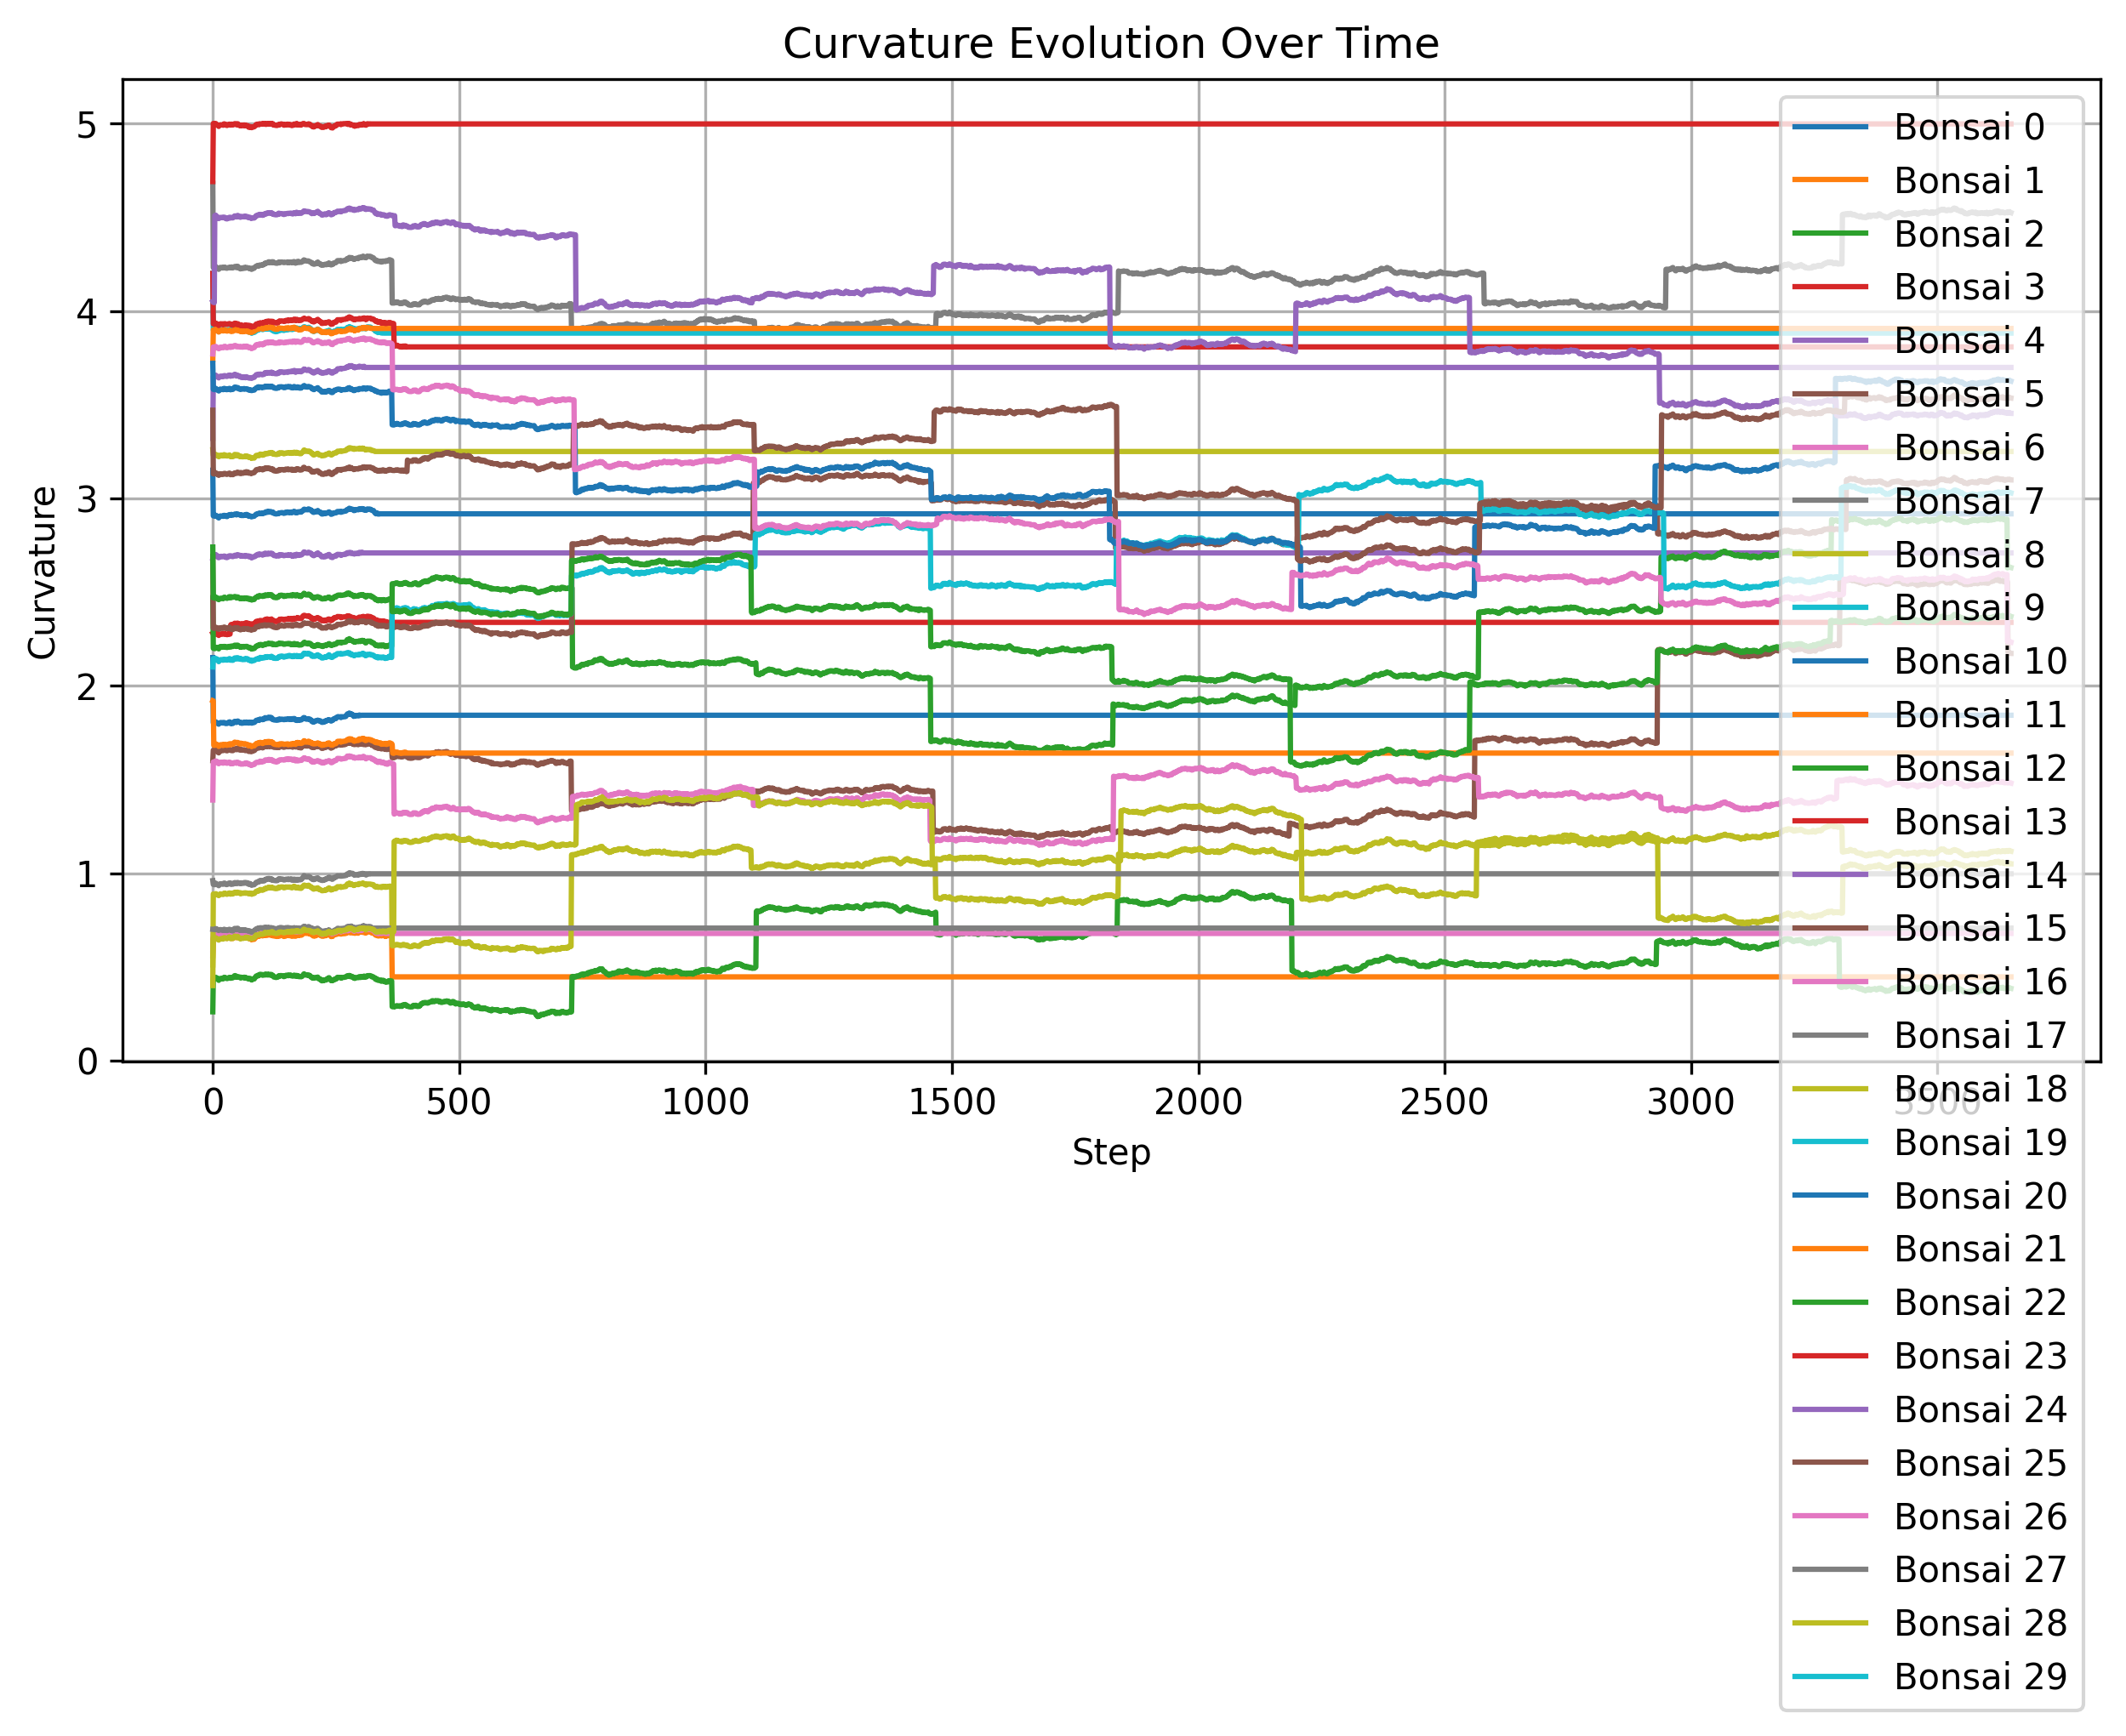 Curvature Evolution Over Time
Curvature
5
4
3
2
1
0
0
500
1000
1500
2000
2500
3000
3500
Step
Bonsai 0
Bonsai 1
Bonsai 2
Bonsai 3
Bonsai 4
Bonsai 5
Bonsai 6
Bonsai 7
Bonsai 8
Bonsai 9
Bonsai 10
Bonsai 11
Bonsai 12
Bonsai 13
Bonsai 14
Bonsai 15
Bonsai 16
Bonsai 17
Bonsai 18
Bonsai 19
Bonsai 20
Bonsai 21
Bonsai 22
Bonsai 23
Bonsai 24
Bonsai 25
Bonsai 26
Bonsai 27
Bonsai 28
Bonsai 29